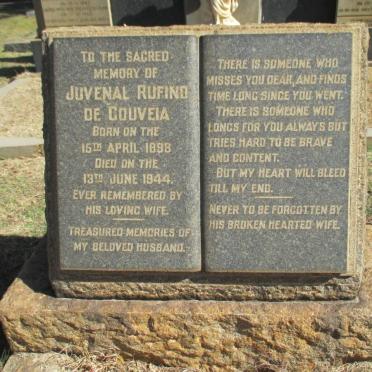 TO THE SACRED
MEMORY OF
JUVENAL RUFINO
DE GOUVEIA
BORN ON THE
15TH APRIL 1898
DIED ON THE
13TH JUNE 1944.
EVER REMEMBERED BY
HIS LOVING WIFE.
TREASURED MEMORIES OF
MY BELOVED HUSBAND.
THERE IS SOMEONE WHO
MISSES YOU DEAR, AND FINDS
TIME LONG SINCE YOU WENT.
THERE IS SOMEONE WHO
LONGS FOR YOU ALWAYS BUT
TRIES HARD TO BE BRAVE
AND CONTENT.
BUT MY HEART WILL BLEED
TILL MY END.
NEVER TO BE FORGOTTEN BY
HIS BROKEN HEARTED WIFE.